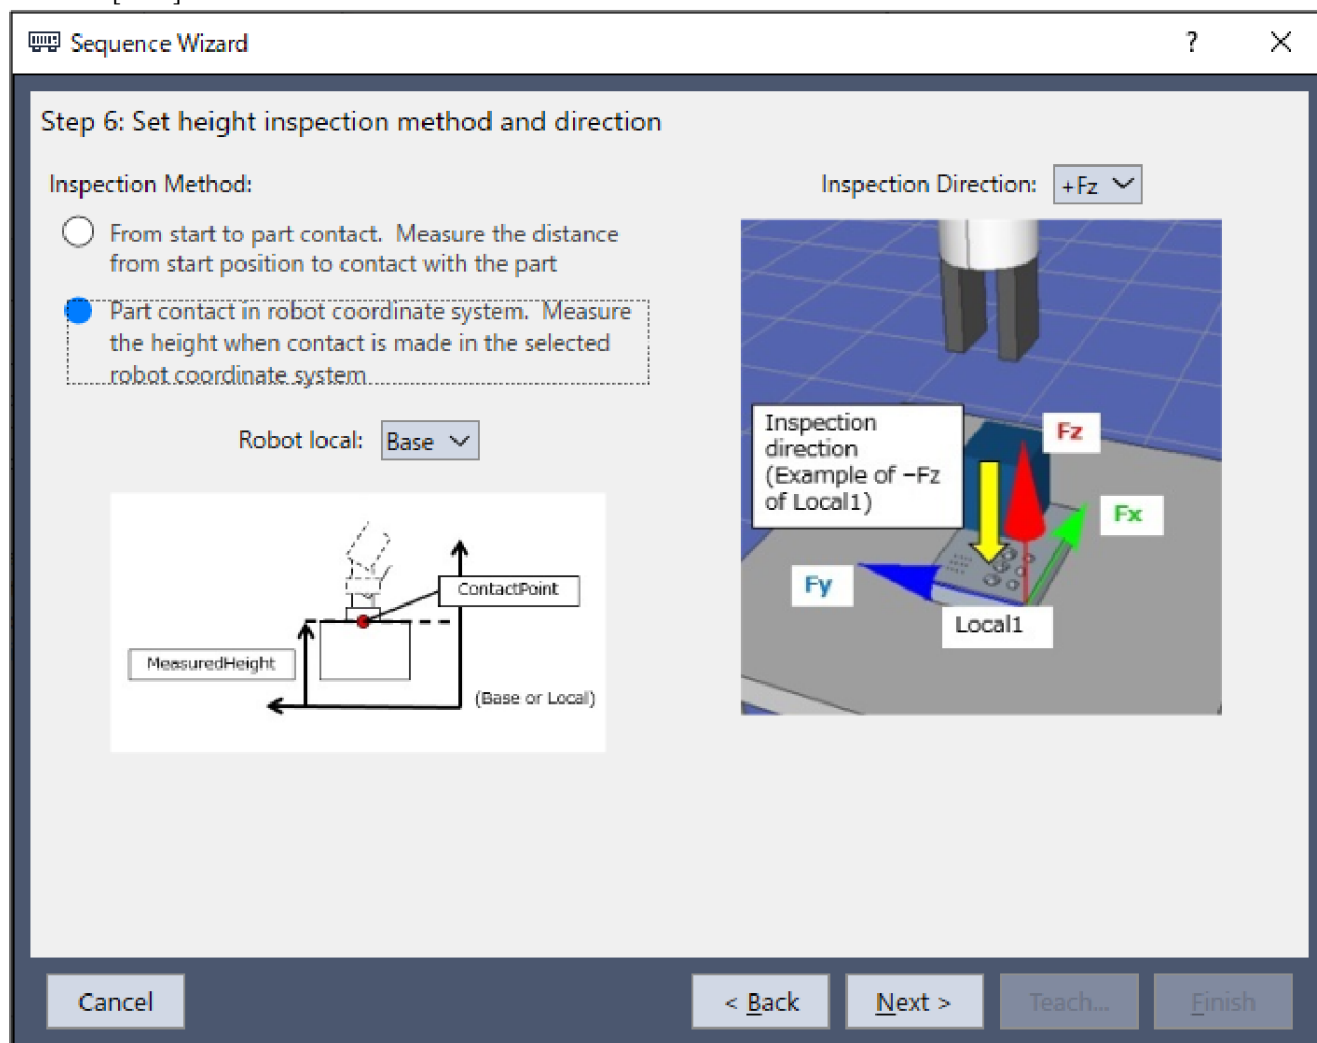 Sequence Wizard
?
Step 6: Set height inspection method and direction
Inspection Method:
From start to part contact. Measure the distance
from start position to contact with the part
Part contact in robot coordinate system. Measure
the height when contact is made in the selected
robot coordinate system
Robot local: Base
ContactPoint
MeasuredHeight
(Base or Local)
Inspection Direction: +Fz
Inspection
direction
(Example of −Fz
of Local1)
Fz
Fx
Fy
Local1
Cancel
< Back
Next >
Teach...
Finish